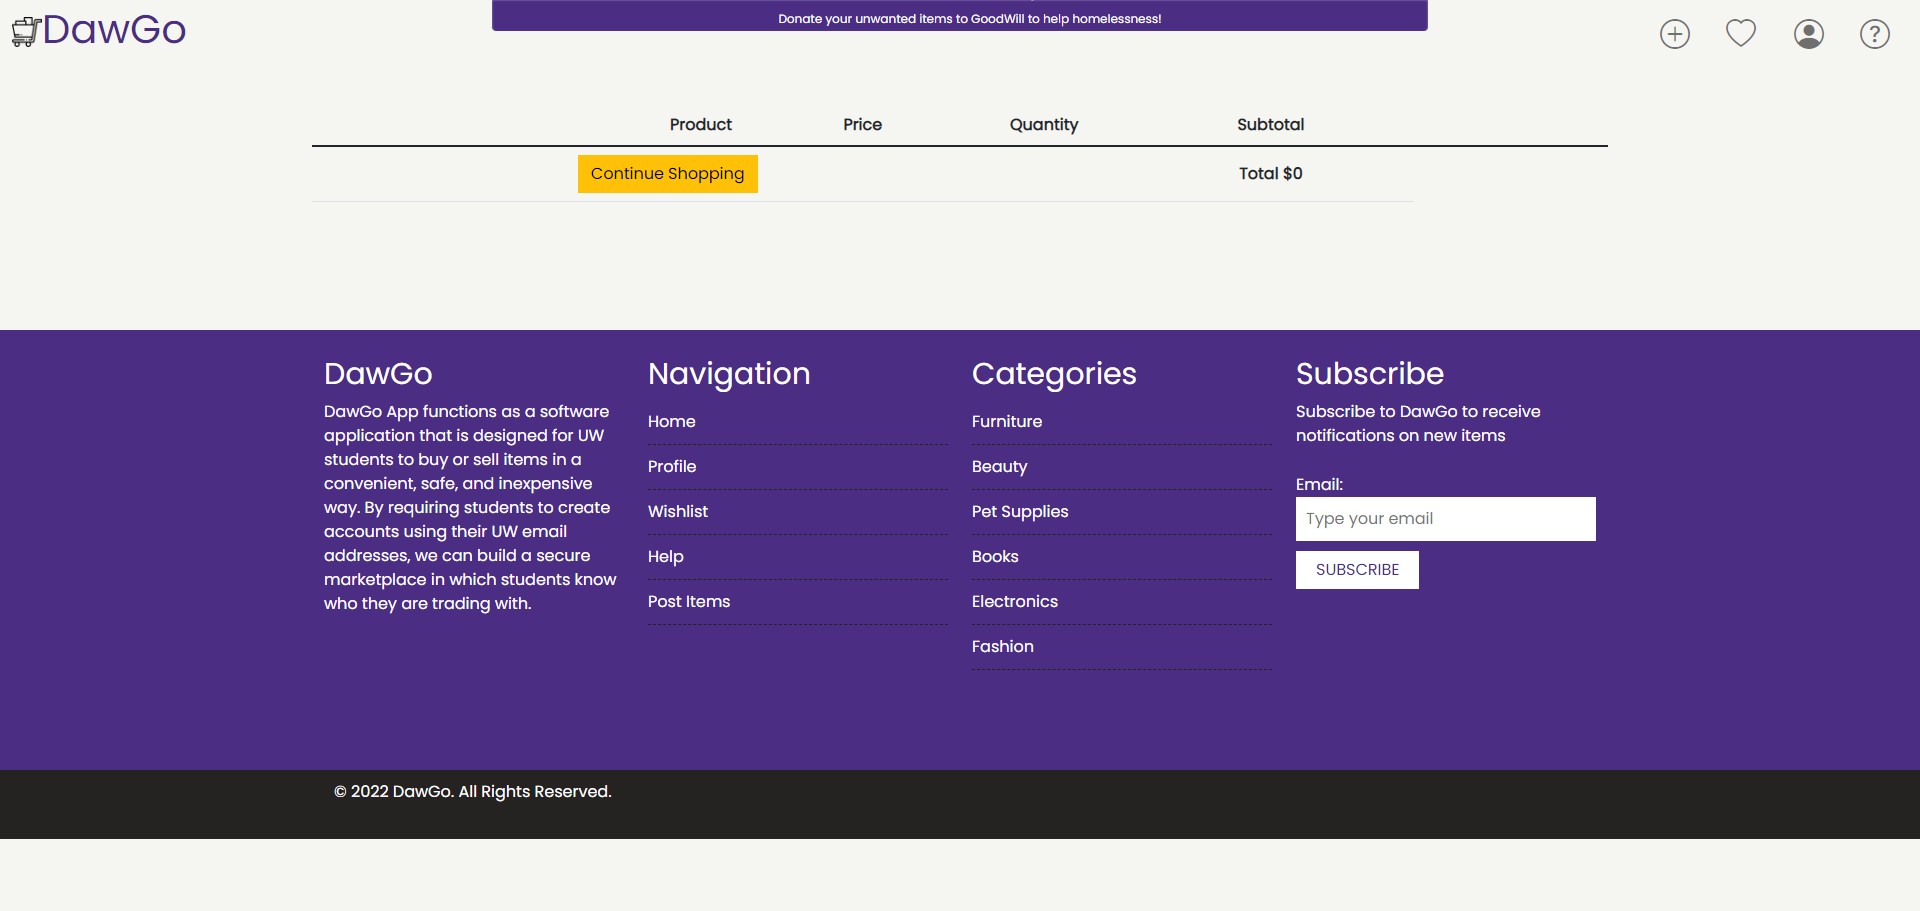 DawGo
Donate your unwanted items to GoodWill to help homelessness!
Product Price Quantity Subtotal
Continue Shopping Total $0
DawGo
DawGo App functions as a software
application that is designed for UW
students to buy or sell items in a
convenient, safe, and inexpensive
way. By requiring students to create
accounts using their UW email
addresses, we can build a secure
marketplace in which students know
who they are trading with.
Navigation
Home
Profile
Wishlist
Help
Post Items
Categories
Furniture
Beauty
Pet Supplies
Books
Electronics
Fashion
Subscribe
Subscribe to DawGo to receive
notifications on new items
Email:
Type your email
SUBSCRIBE
© 2022 DawGo. All Rights Reserved.